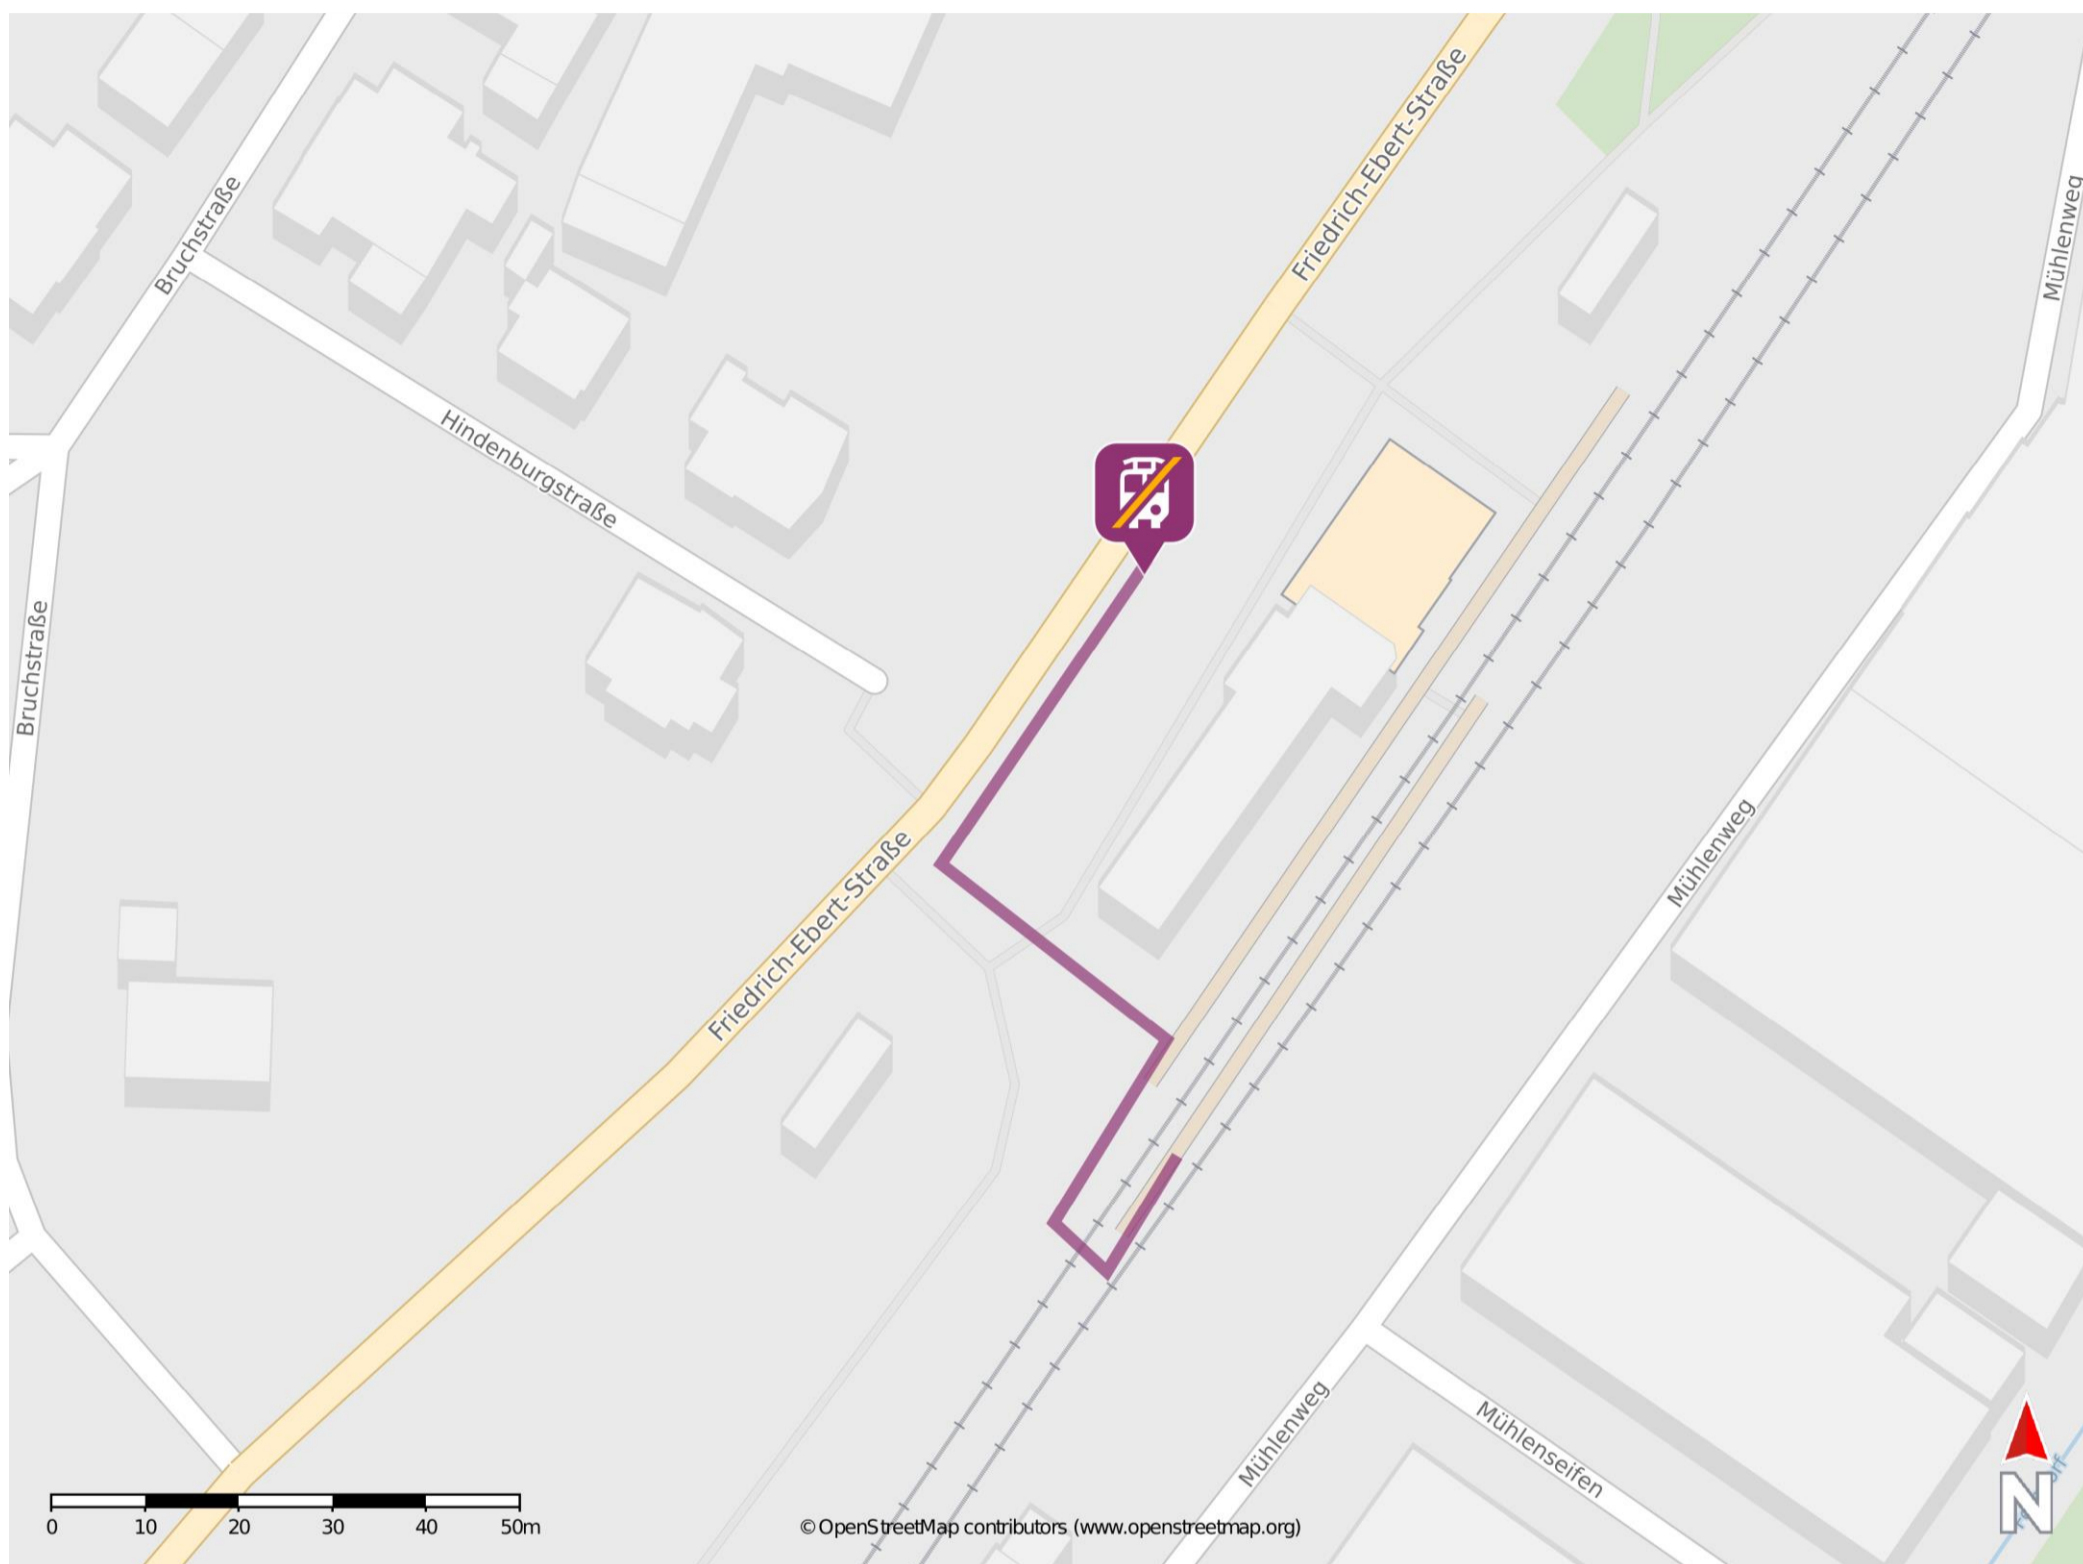 Friedrich-Ebert-Straße
Bruchstraße
Mühlenweg
Hindenburgstraße
Bruchstraße
Mühlenweg
Friedrich-Ebert-Straße
Mühlenweg
Mühlenseifen
N
0 10 20 30 40 50m
© OpenStreetMap contributors (www.openstreetmap.org)